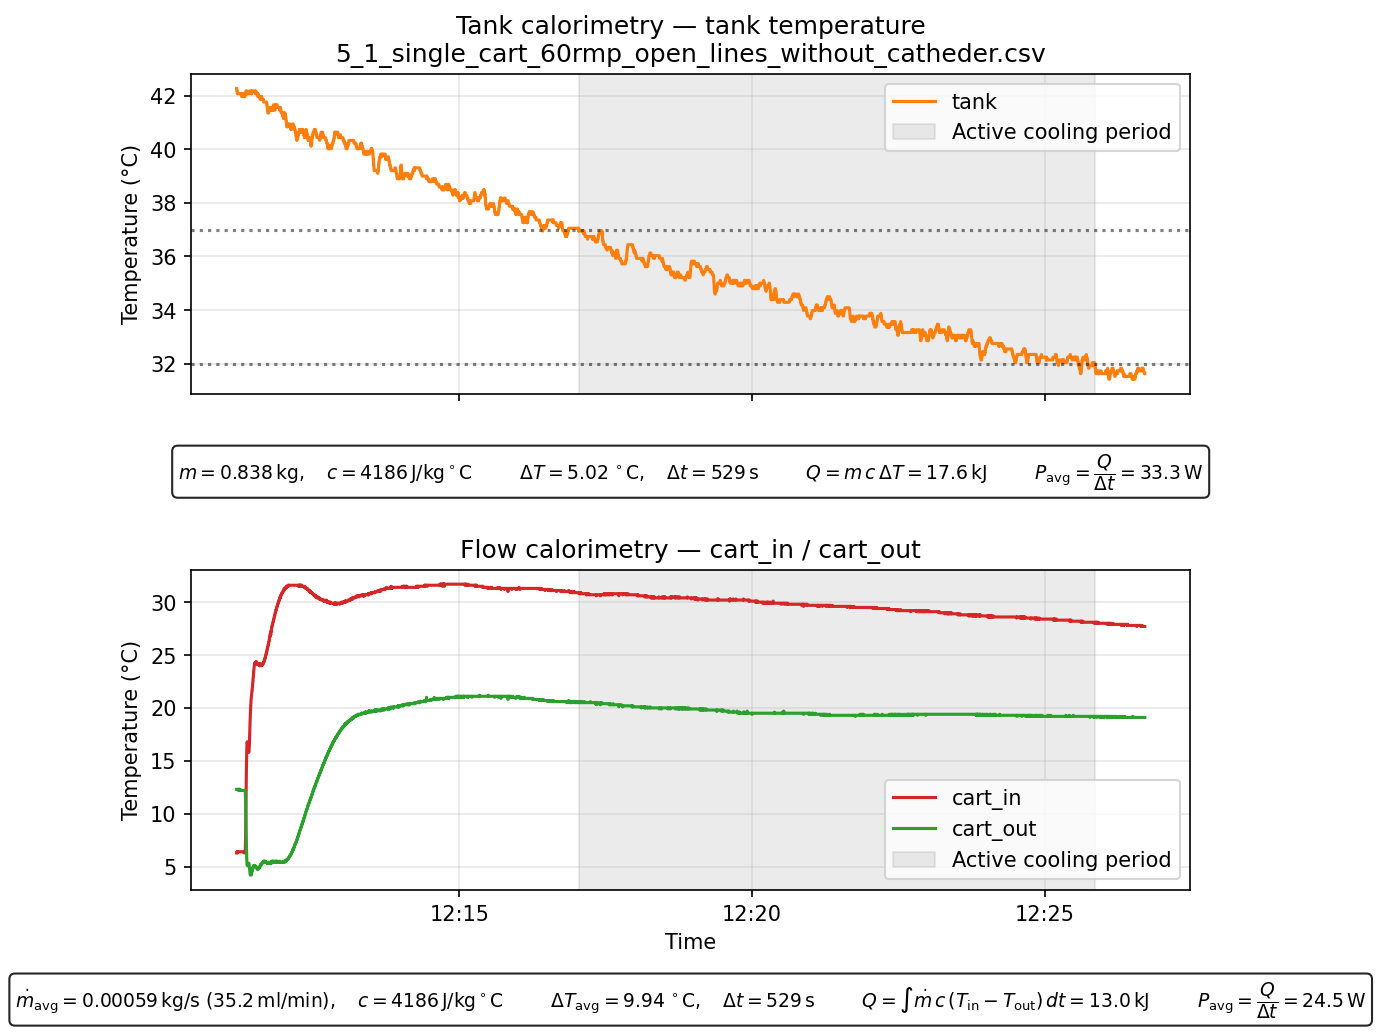 Tank calorimetry — tank temperature
5_1_single_cart_60rmp_open_lines_without_catheder.csv
Temperature (°C)
42
40
38
36
34
32
tank
Active cooling period
m = 0.838 kg, c = 4186 J/kg °C ΔT = 5.02 °C, Δt = 529 s Q = m c ΔT = 17.6 kJ P_avg = Q/Δt = 33.3 W
Flow calorimetry — cart_in / cart_out
Temperature (°C)
30
25
20
15
10
5
cart_in
cart_out
Active cooling period
12:15 12:20 12:25
Time
ṁ_avg = 0.00059 kg/s (35.2 ml/min), c = 4186 J/kg °C ΔT_avg = 9.94 °C, Δt = 529 s Q = ∫ ṁ c (T_in − T_out) dt = 13.0 kJ P_avg = Q/Δt = 24.5 W